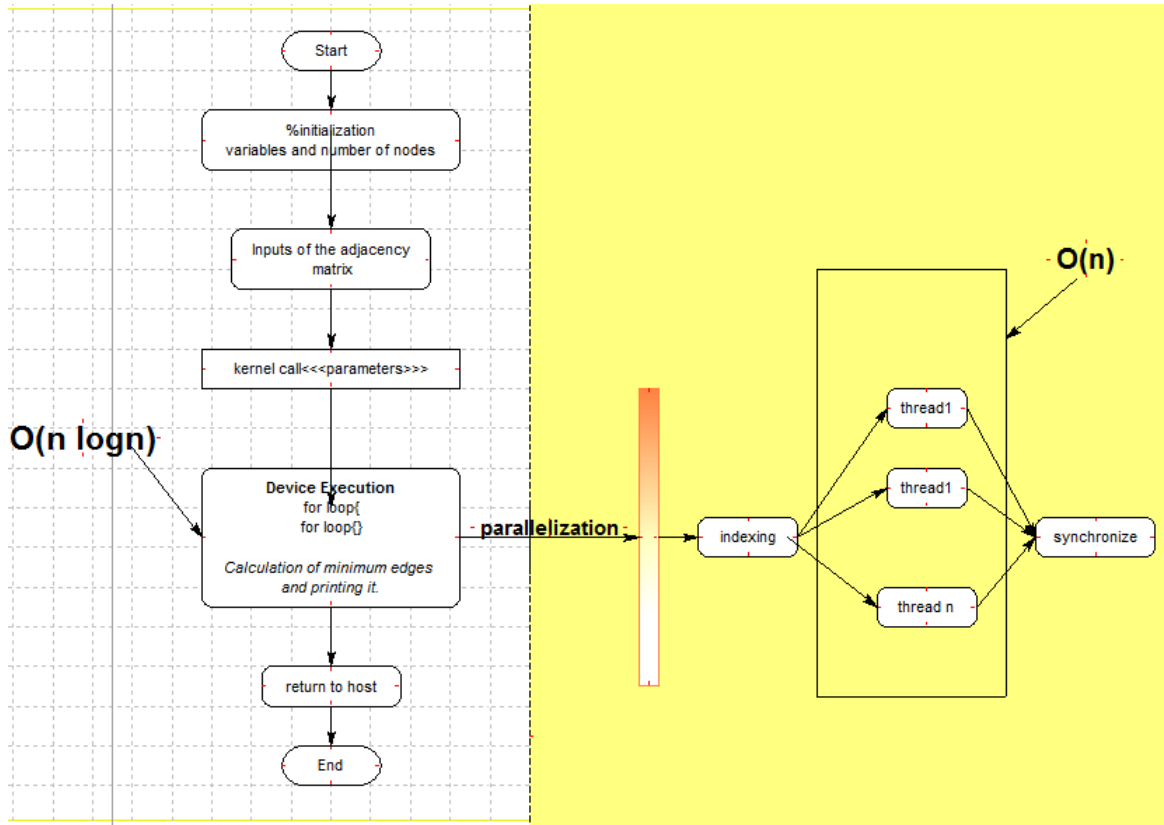 Start
%initialization
variables and number of nodes
Inputs of the adjacency
matrix
kernel call<<<parameters>>>
O(n logn)
Device Execution
for loop{
for loop{}
Calculation of minimum edges
and printing it.
return to host
End
parallelization
indexing
O(n)
thread1
thread1
thread n
synchronize